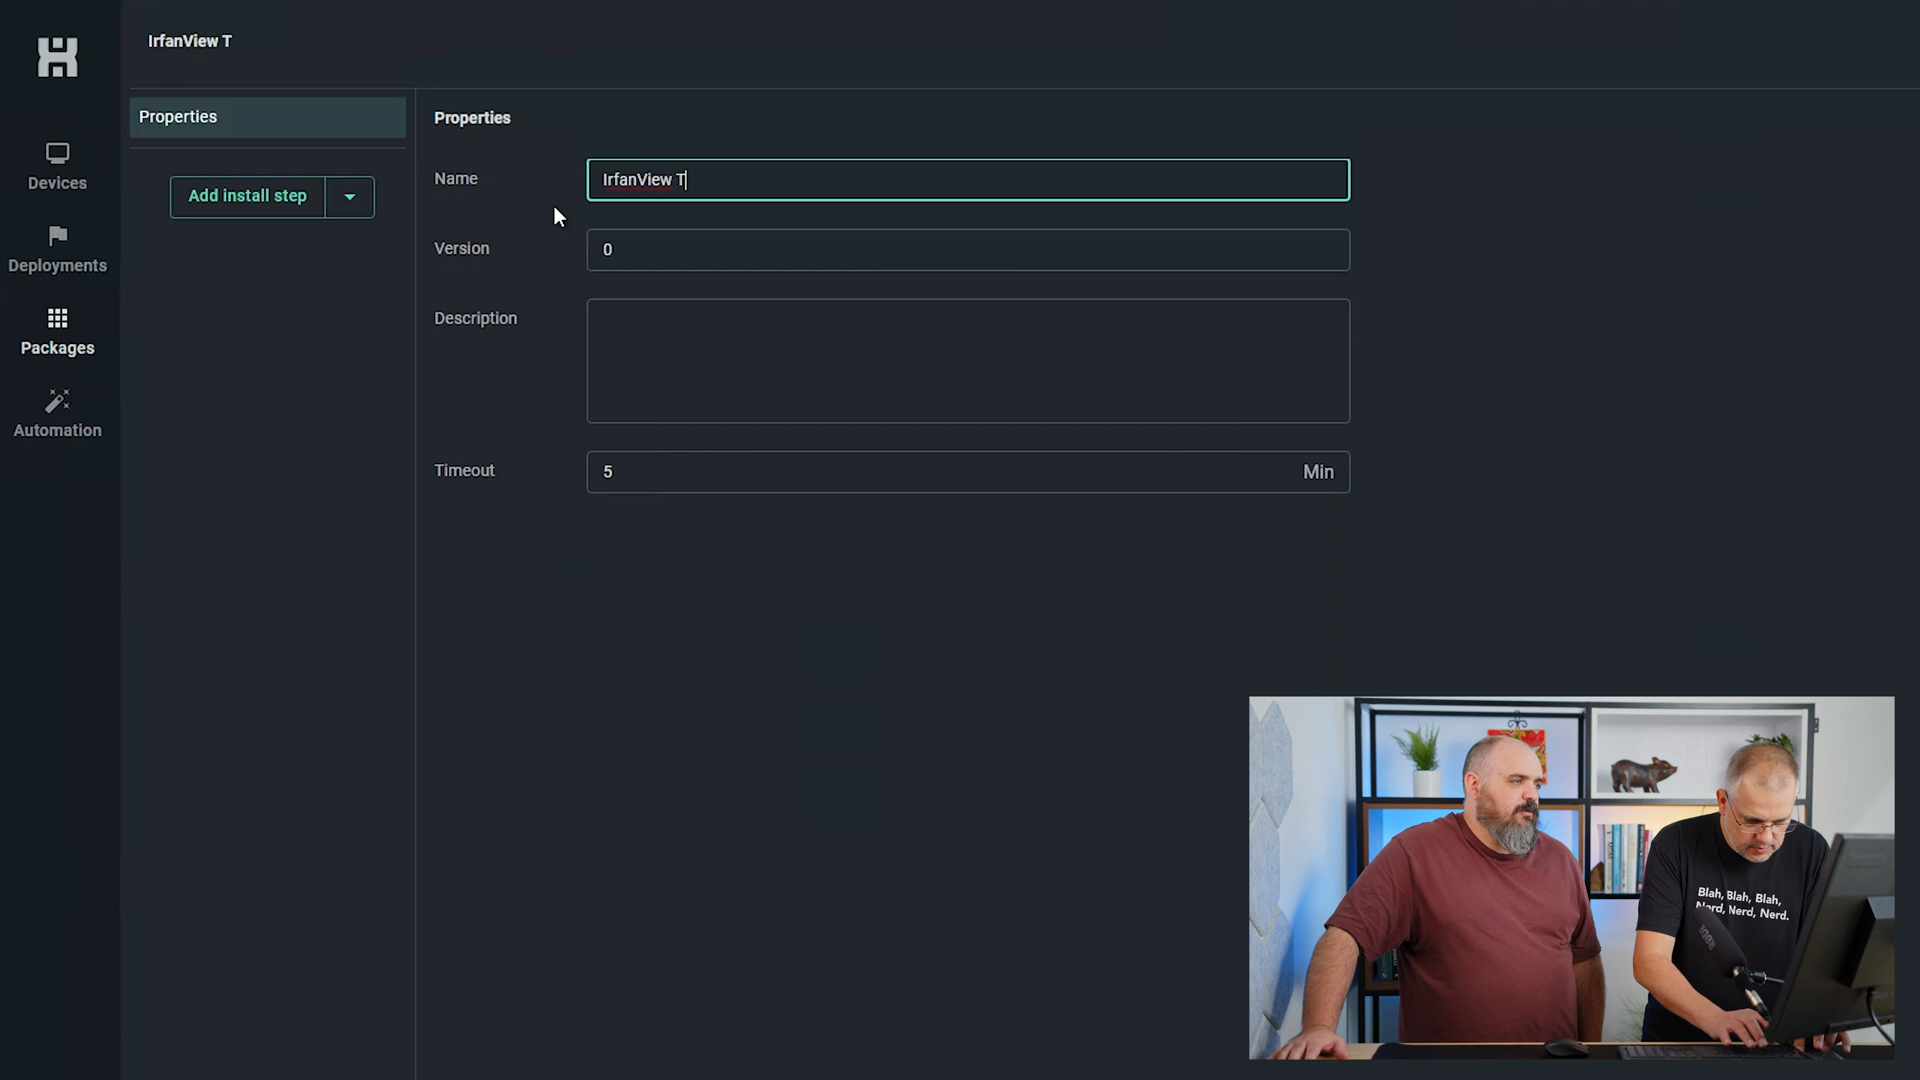 IrfanView T
Properties
Add install step
Devices
Deployments
Packages
Automation
Properties
Name
IrfanView T
Version
0
Description
Timeout
5
Min
Blah, Blah, Blah,
Nerd, Nerd, Nerd.
RODE